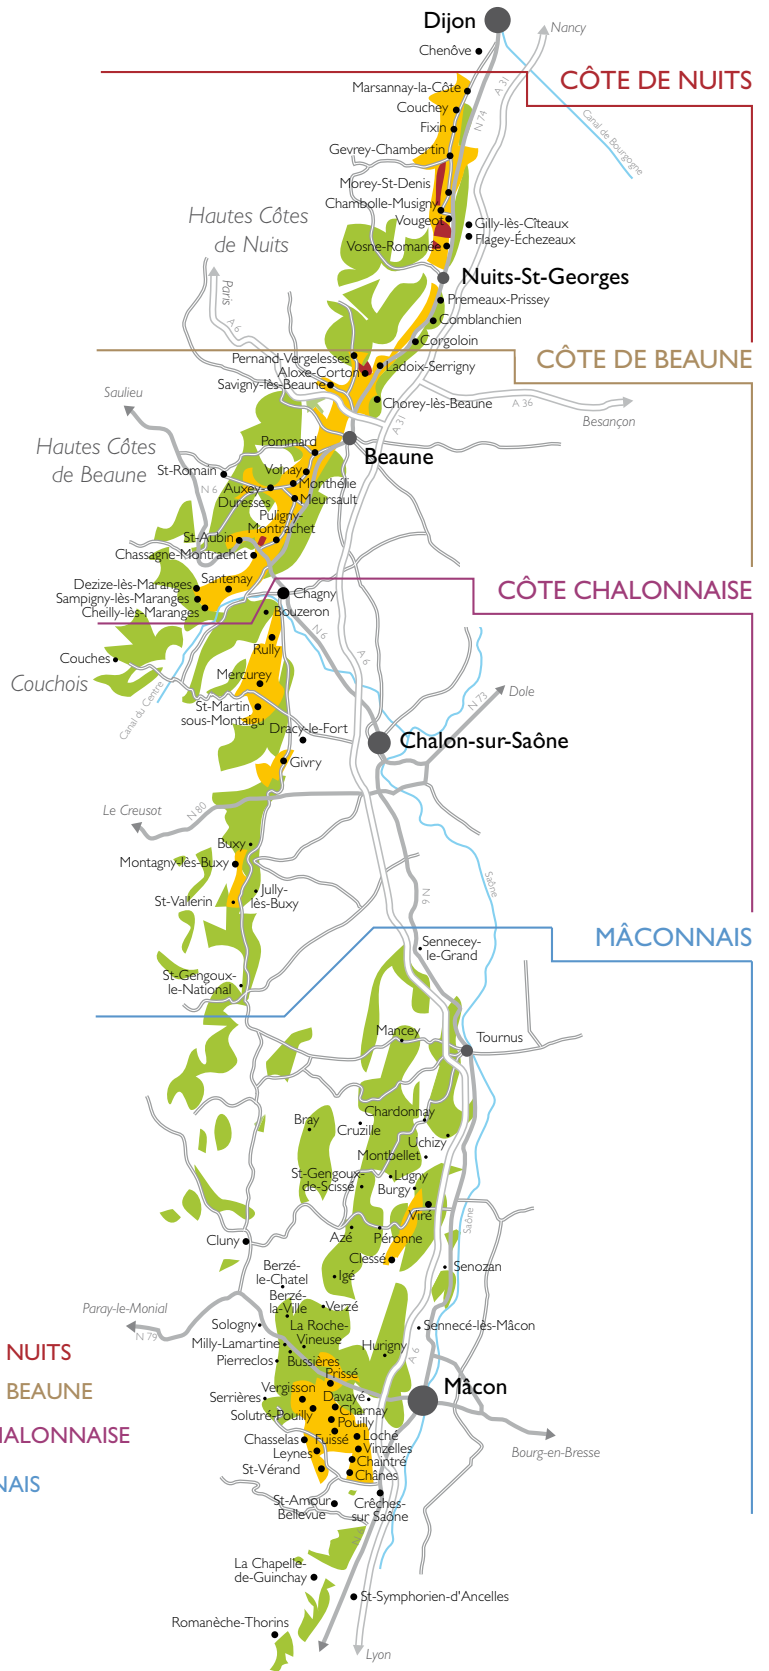 Dijon
Nancy
Chenôve
CÔTE DE NUITS
A 31
Marsannay-la-Côte
Couchey
N 74
Canal de Bourgogne
Fixin
Gevrey-Chambertin
Morey-St-Denis
Chambolle-Musigny
Hautes Côtes
de Nuits
Vougeot
Gilly-lès-Cîteaux
Flagey-Échezeaux
Vosne-Romanée
Nuits-St-Georges
Paris
Premeaux-Prissey
A 6
Comblanchien
Corgoloin
Pernand-Vergelesses
CÔTE DE BEAUNE
Aloxe-Corton
Ladoix-Serrigny
Savigny-lès-Beaune
Saulieu
Chorey-lès-Beaune
A 36
Besançon
A 31
Hautes Côtes
de Beaune
Pommard
Beaune
St-Romain
Volnay
N 6
Auxey-
Duresses
Monthélie
Meursault
Puligny-
Montrachet
St-Aubin
Chassagne-Montrachet
Dezize-lès-Maranges
Santenay
Sampigny-lès-Maranges
Cheilly-lès-Maranges
Chagny
CÔTE CHALONNAISE
Bouzeron
N 6
Rully
A 6
Couches
Couchois
Mercurey
Canal du Centre
St-Martin
sous-Montaigu
N 73
Dole
Dracy-le-Fort
Chalon-sur-Saône
Givry
Le Creusot
N 80
Buxy
Montagny-lès-Buxy
Jully-
lès-Buxy
St-Vallerin
Saône
N 6
MÂCONNAIS
Sennecey-
le-Grand
St-Gengoux-
le-National
Mancey
Tournus
Chardonnay
Bray
Cruzille
Uchizy
Montbellet
St-Gengoux-
de-Scissé
Lugny
Burgy
Viré
Saône
Cluny
Azé
Péronne
Clessé
Berzé-
le-Chatel
Igé
Senozan
Berzé-
la-Ville
Verzé
Paray-le-Monial
N 79
Sologny
La Roche-
Vineuse
Sennecé-lès-Mâcon
Milly-Lamartine
Hurigny
A 6
NUITS
Pierreclos
Bussières
Prissé
BEAUNE
Vergisson
Mâcon
Serrières
Davayé
Charnay
Solutré-Pouilly
Pouilly
HALONNAISE
Chasselas
Fuissé
Loché
Leynes
Vinzelles
Bourg-en-Bresse
St-Vérand
Chaintré
Chânes
NAIS
St-Amour
Bellevue
Crêches-
sur Saône
N 6
La Chapelle-
de-Guinchay
St-Symphorien-d'Ancelles
Romanèche-Thorins
Lyon